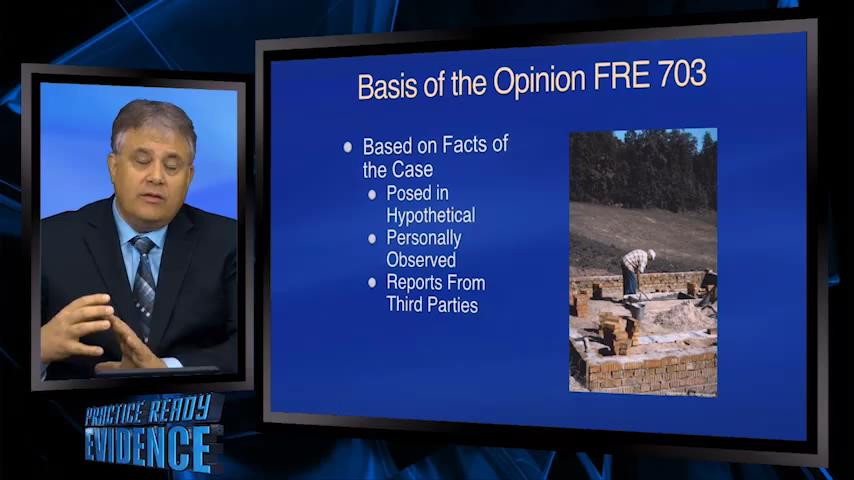 Basis of the Opinion FRE 703
Based on Facts of
the Case
Posed in
Hypothetical
Personally
Observed
Reports From
Third Parties
PRACTICE READY
EVIDENCE